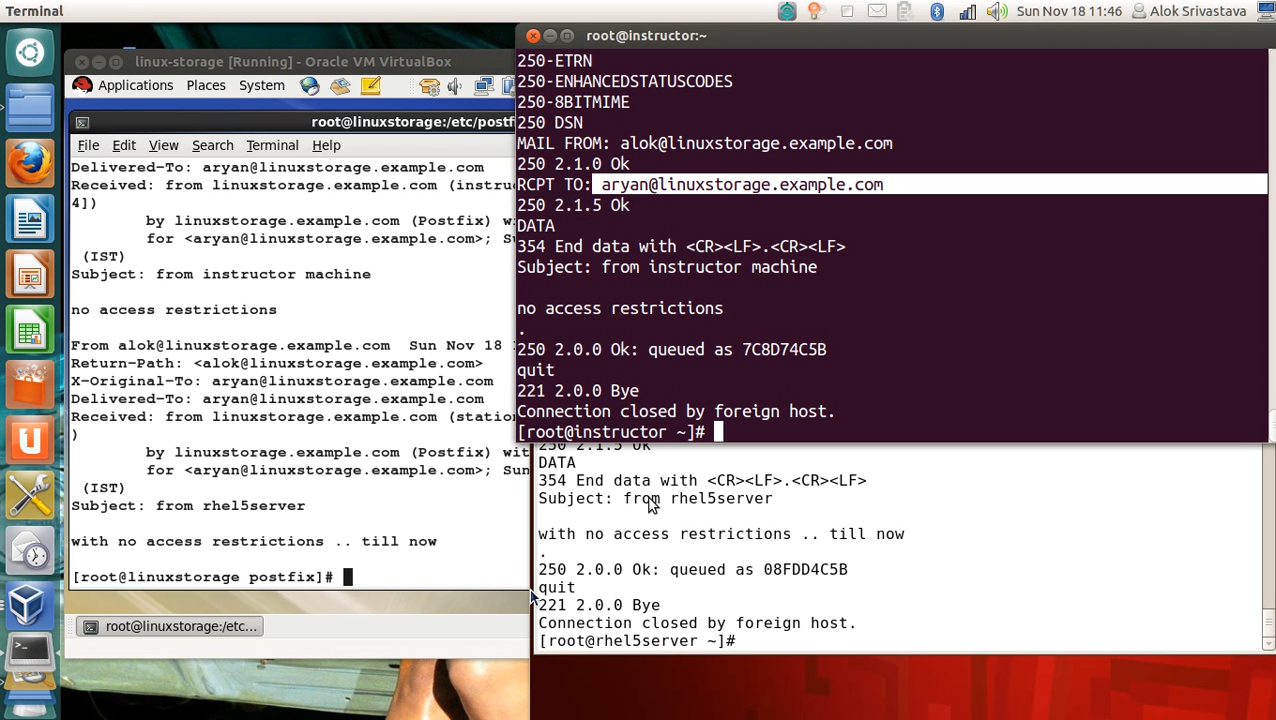 Terminal
Sun Nov 18 11:46
Alok Srivastava
linux-storage [Running] - Oracle VM VirtualBox
Applications Places System
root@linuxstorage:/etc/postf
File Edit View Search Terminal Help
Delivered-To: aryan@linuxstorage.example.com
Received: from linuxstorage.example.com (instruc
4])
by linuxstorage.example.com (Postfix) wi
for <aryan@linuxstorage.example.com>; Su
(IST)
Subject: from instructor machine
no access restrictions
From alok@linuxstorage.example.com Sun Nov 18
Return-Path: <alok@linuxstorage.example.com>
X-Original-To: aryan@linuxstorage.example.com
Delivered-To: aryan@linuxstorage.example.com
Received: from linuxstorage.example.com (station
)
by linuxstorage.example.com (Postfix) wi
for <aryan@linuxstorage.example.com>; Sun
(IST)
Subject: from rhel5server
with no access restrictions .. till now
[root@linuxstorage postfix]#
root@linuxstorage:/etc...
root@instructor:~
250-ETRN
250-ENHANCEDSTATUSCODES
250-8BITMIME
250 DSN
MAIL FROM: alok@linuxstorage.example.com
250 2.1.0 Ok
RCPT TO: aryan@linuxstorage.example.com
250 2.1.5 Ok
DATA
354 End data with <CR><LF>.<CR><LF>
Subject: from instructor machine
no access restrictions
.
250 2.0.0 Ok: queued as 7C8D74C5B
quit
221 2.0.0 Bye
Connection closed by foreign host.
[root@instructor ~]#
250 2.1.5 Ok
DATA
354 End data with <CR><LF>.<CR><LF>
Subject: from rhel5server
with no access restrictions .. till now
.
250 2.0.0 Ok: queued as 08FDD4C5B
quit
221 2.0.0 Bye
Connection closed by foreign host.
[root@rhel5server ~]#